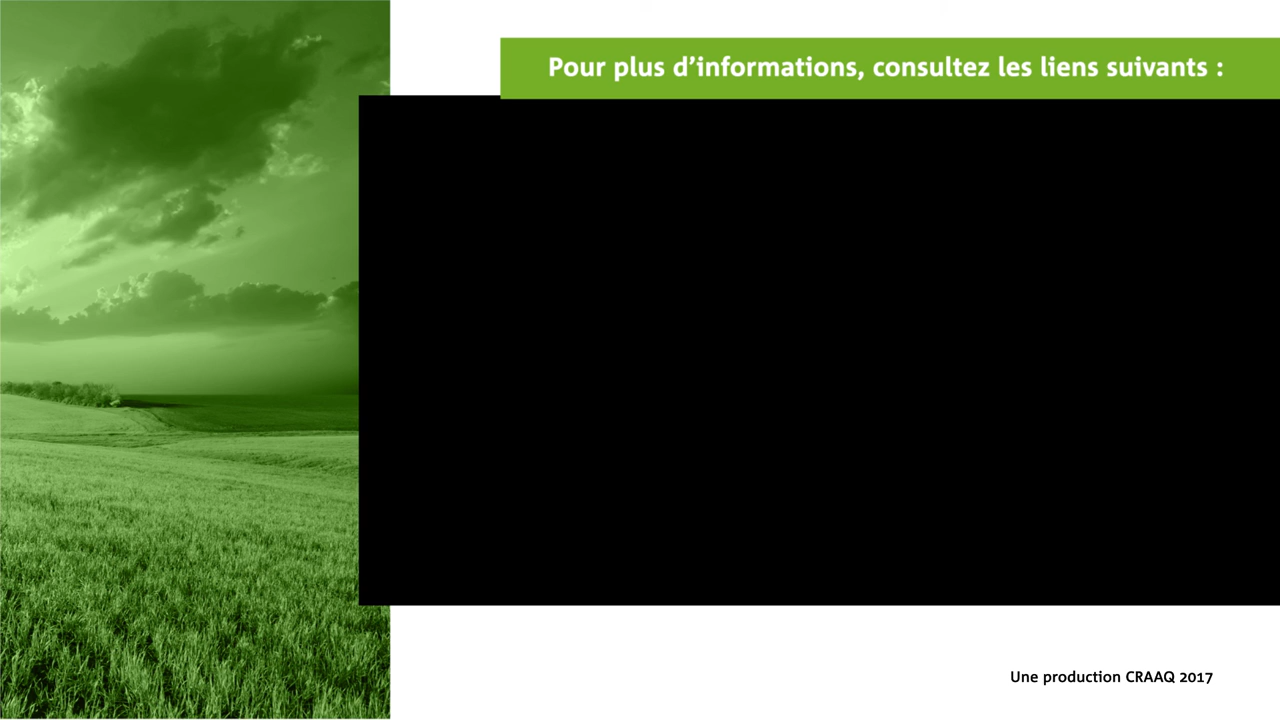 Pour plus d’informations, consultez les liens suivants :
Une production CRAAQ 2017